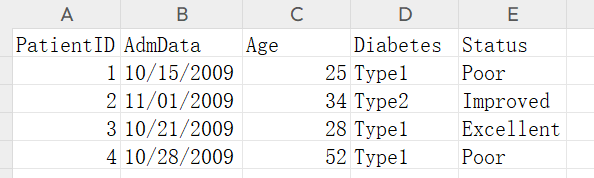 A B C D E
PatientID AdmData Age Diabetes Status
1 10/15/2009 25 Type1 Poor
2 11/01/2009 34 Type2 Improved
3 10/21/2009 28 Type1 Excellent
4 10/28/2009 52 Type1 Poor